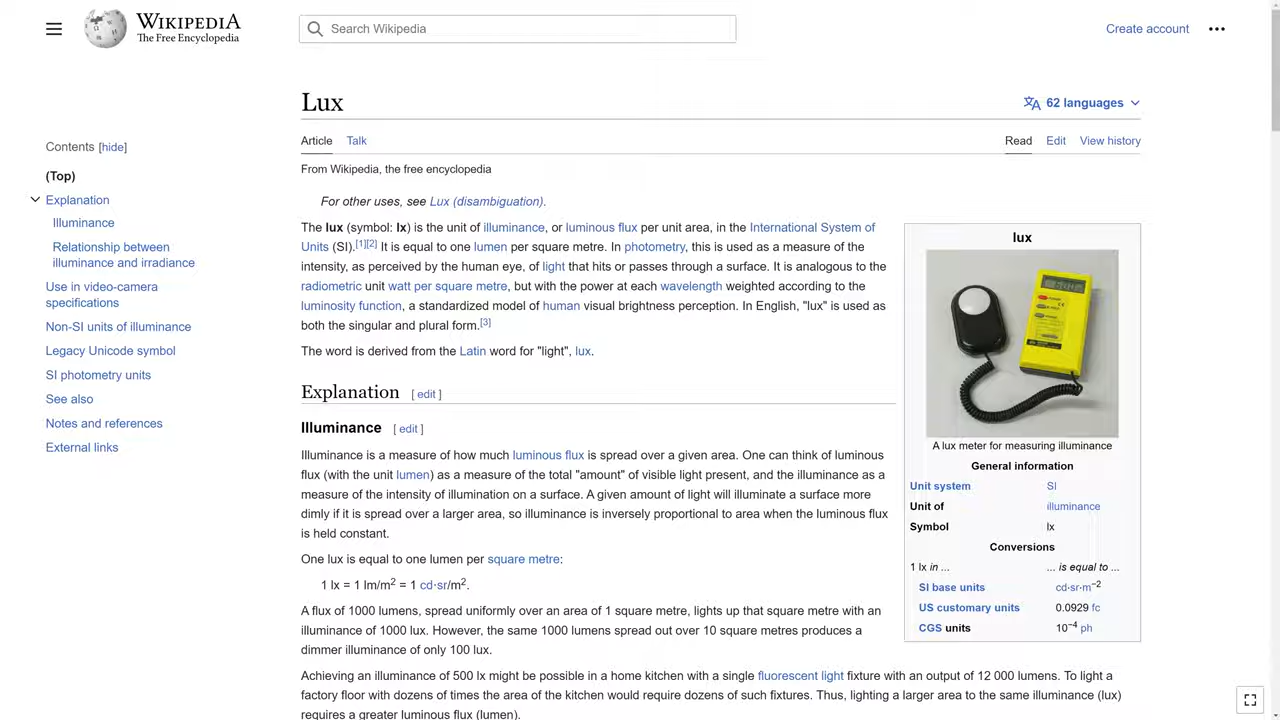 WIKIPEDIA
The Free Encyclopedia
Search Wikipedia
Create account
Lux
62 languages
Contents [hide]
Article Talk
Read Edit View history
(Top)
From Wikipedia, the free encyclopedia
Explanation
Illuminance
Relationship between
illuminance and irradiance
Use in video-camera
specifications
Non-SI units of illuminance
Legacy Unicode symbol
SI photometry units
See also
Notes and references
External links
For other uses, see Lux (disambiguation).
The lux (symbol: lx) is the unit of illuminance, or luminous flux per unit area, in the International System of
Units (SI).[1][2] It is equal to one lumen per square metre. In photometry, this is used as a measure of the
intensity, as perceived by the human eye, of light that hits or passes through a surface. It is analogous to the
radiometric unit watt per square metre, but with the power at each wavelength weighted according to the
luminosity function, a standardized model of human visual brightness perception. In English, "lux" is used as
both the singular and plural form.[3]
The word is derived from the Latin word for "light", lux.
Explanation [ edit ]
Illuminance [ edit ]
Illuminance is a measure of how much luminous flux is spread over a given area. One can think of luminous
flux (with the unit lumen) as a measure of the total "amount" of visible light present, and the illuminance as a
measure of the intensity of illumination on a surface. A given amount of light will illuminate a surface more
dimly if it is spread over a larger area, so illuminance is inversely proportional to area when the luminous flux
is held constant.
One lux is equal to one lumen per square metre:
1 lx = 1 lm/m² = 1 cd·sr/m².
A flux of 1000 lumens, spread uniformly over an area of 1 square metre, lights up that square metre with an
illuminance of 1000 lux. However, the same 1000 lumens spread out over 10 square metres produces a
dimmer illuminance of only 100 lux.
Achieving an illuminance of 500 lx might be possible in a home kitchen with a single fluorescent light fixture with an output of 12 000 lumens. To light a
factory floor with dozens of times the area of the kitchen would require dozens of such fixtures. Thus, lighting a larger area to the same illuminance (lux)
requires a greater luminous flux (lumen).
lux
A lux meter for measuring illuminance
General information
Unit system SI
Unit of illuminance
Symbol lx
Conversions
1 lx in ... ... is equal to ...
SI base units cd·sr·m⁻²
US customary units 0.0929 fc
CGS units 10⁻⁴ ph